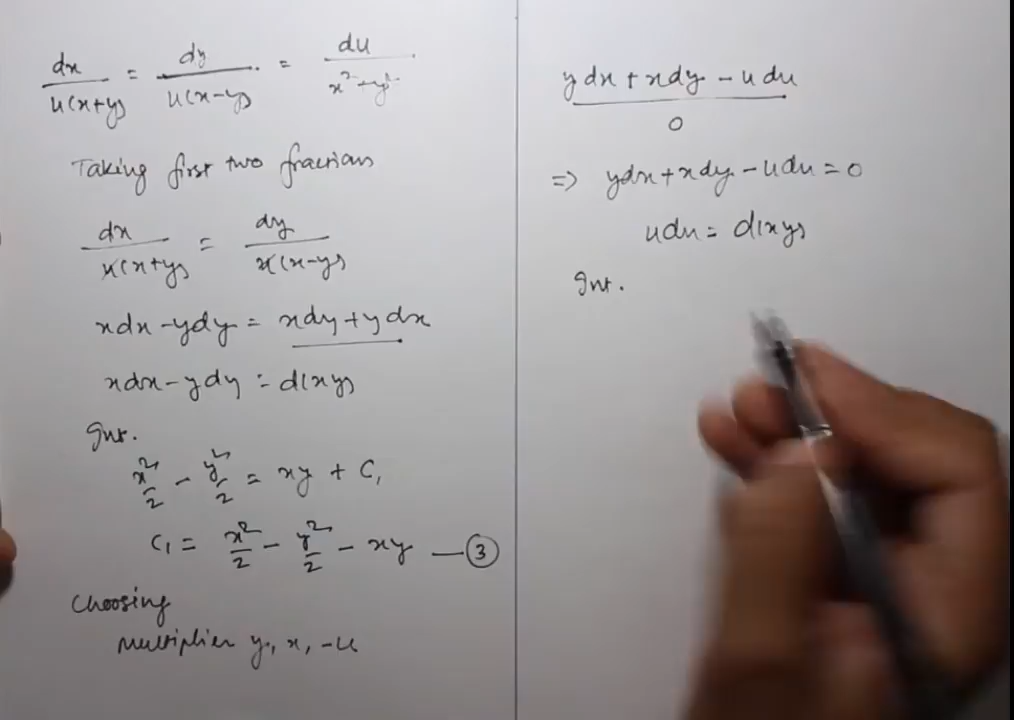 dx/u(x+y) = dy/u(x-y) = du/x²-y²
Taking first two fractions
dx/u(x+y) = dy/u(x-y)
xdx - ydy = xdy + ydx
xdx - ydy = d(xy)
Int.
x²/2 - y²/2 = xy + C₁
C₁ = x²/2 - y²/2 - xy — ③
Choosing
multiplier y, x, -u
ydx + xdy - udu/0
=> ydx + xdy - udu = 0
udu = d(xy)
Int.